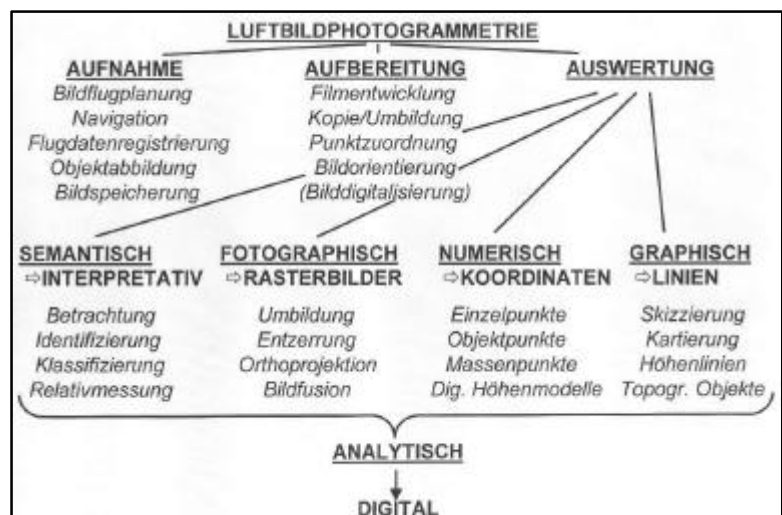 LUFTBILDPHOTOGRAMMETRIE
AUFNAHME
Bildflugplanung
Navigation
Flugdatenregistrierung
Objektabbildung
Bildspeicherung
AUFBEREITUNG
Filmentwicklung
Kopie/Umbildung
Punktzuordnung
Bildorientierung
(Bilddigitalisierung)
AUSWERTUNG
SEMANTISCH
⇨INTERPRETATIV
Betrachtung
Identifizierung
Klassifizierung
Relativmessung
FOTOGRAPHISCH
⇨RASTERBILDER
Umbildung
Entzerrung
Orthoprojektion
Bildfusion
NUMERISCH
⇨KOORDINATEN
Einzelpunkte
Objektpunkte
Massenpunkte
Dig. Höhenmodelle
GRAPHISCH
⇨LINIEN
Skizzierung
Kartierung
Höhenlinien
Topogr. Objekte
ANALYTISCH
DIGITAL